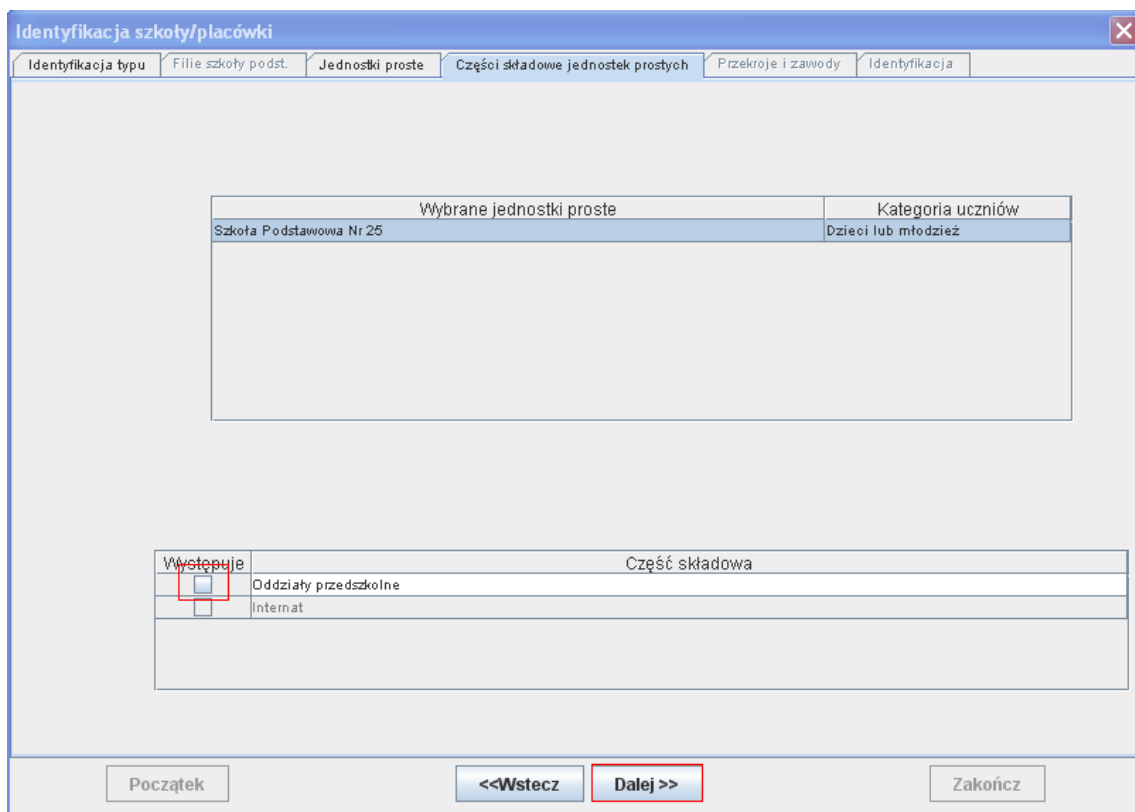 Identyfikacja szkoły/placówki
Identyfikacja typu Filie szkoły podst. Jednostki proste Części składowe jednostek prostych Przekroje i zawody Identyfikacja
Wybrane jednostki proste Kategoria uczniów
Szkoła Podstawowa Nr 25 Dzieci lub młodzież
Występuje Część składowa
Oddziały przedszkolne
Internat
Początek <<Wstecz Dalej >> Zakończ